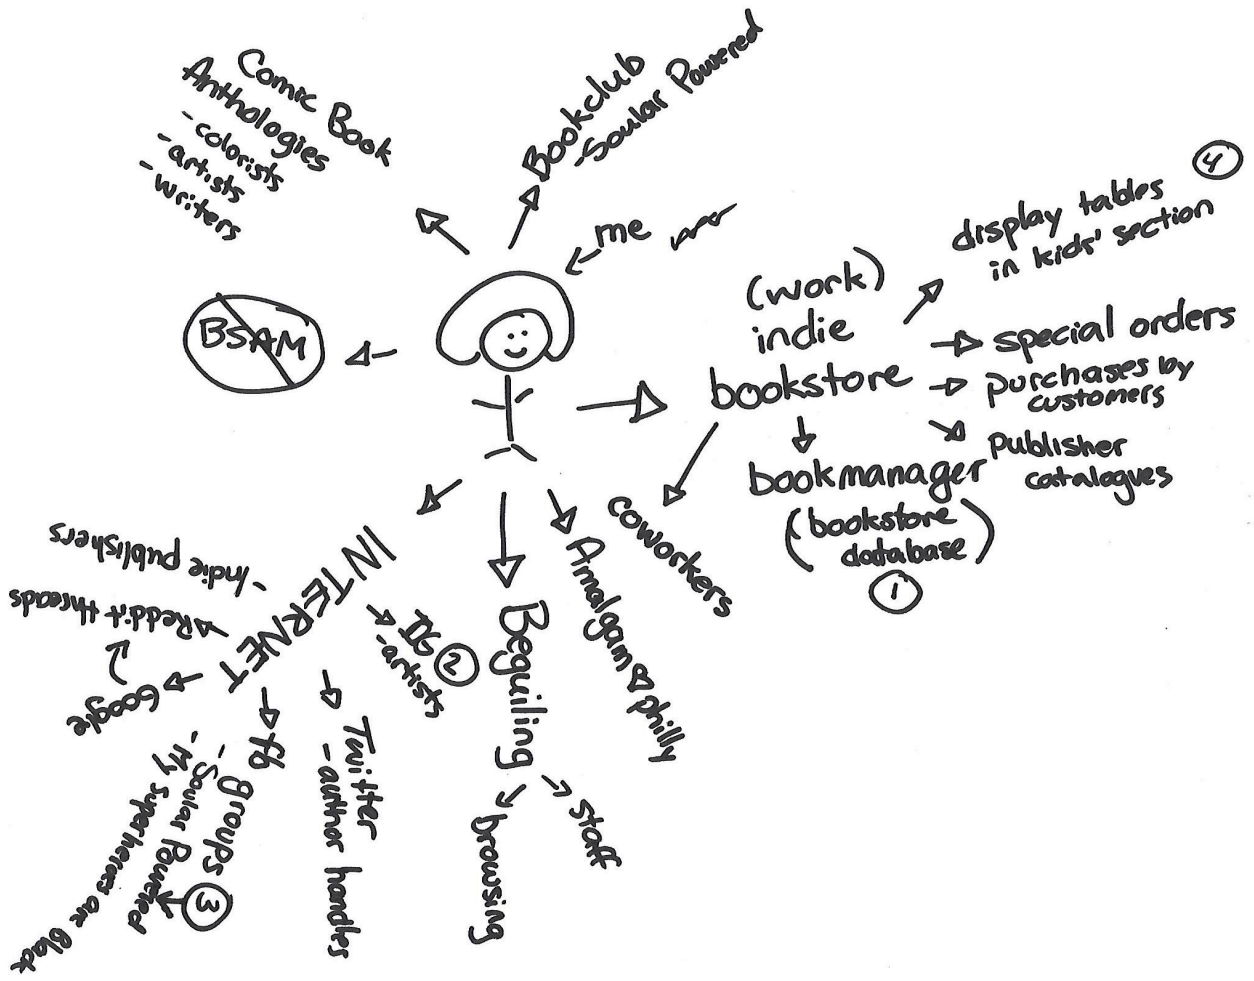 Comic Book
Anthologies
- colorists
- artists
- writers
Bookclub
- Soular Powered
me
BSAM
(work)
indie
bookstore
4
display tables
in kids' section
special orders
purchases by
customers
publisher
catalogues
bookmanager
(bookstore
database)
1
coworkers
Amalgam
philly
Beguiling
staff
browsing
INTERNET
IG 2
- artists
Twitter
- author handles
fb
- groups
- Soular Powered
3
- My superheroes are Black
Google
Reddit threads
- Indie publishers